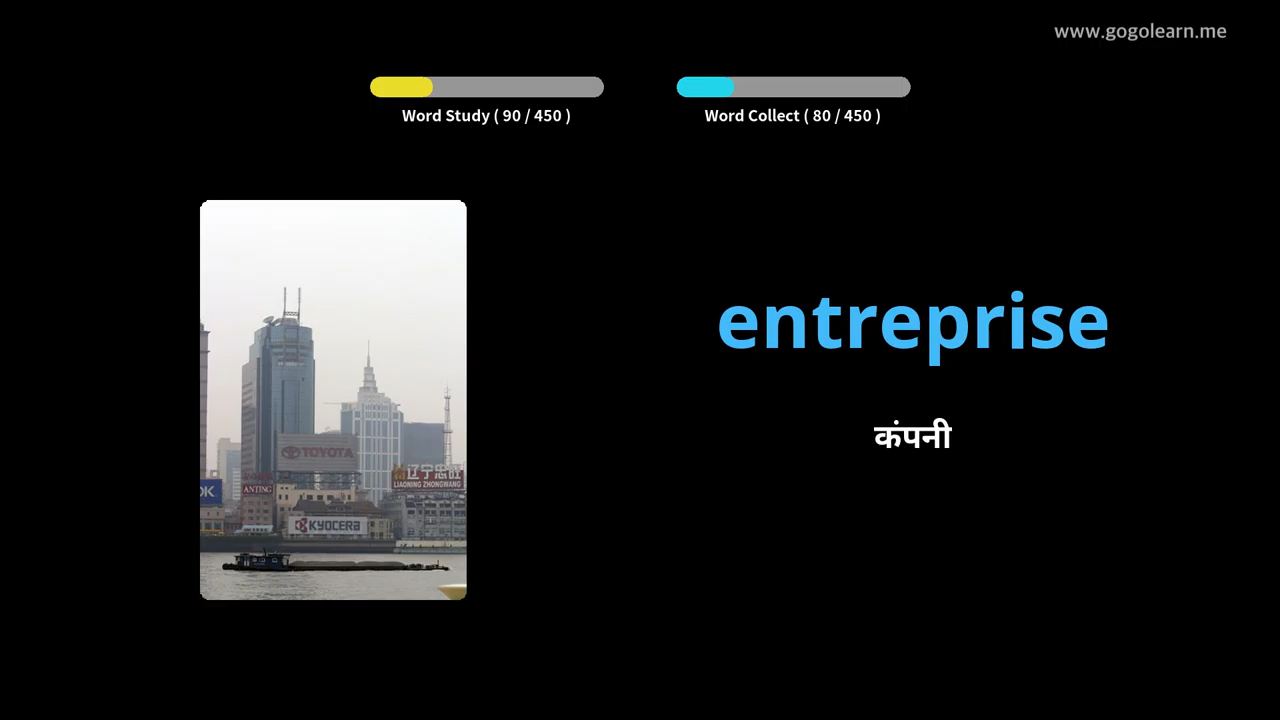 www.gogolearn.me
Word Study ( 90 / 450 )
Word Collect ( 80 / 450 )
entreprise
कंपनी
TOYOTA
辽宁忠旺
LIAONING ZHONGWANG
ANTING
OK
KYOCERA